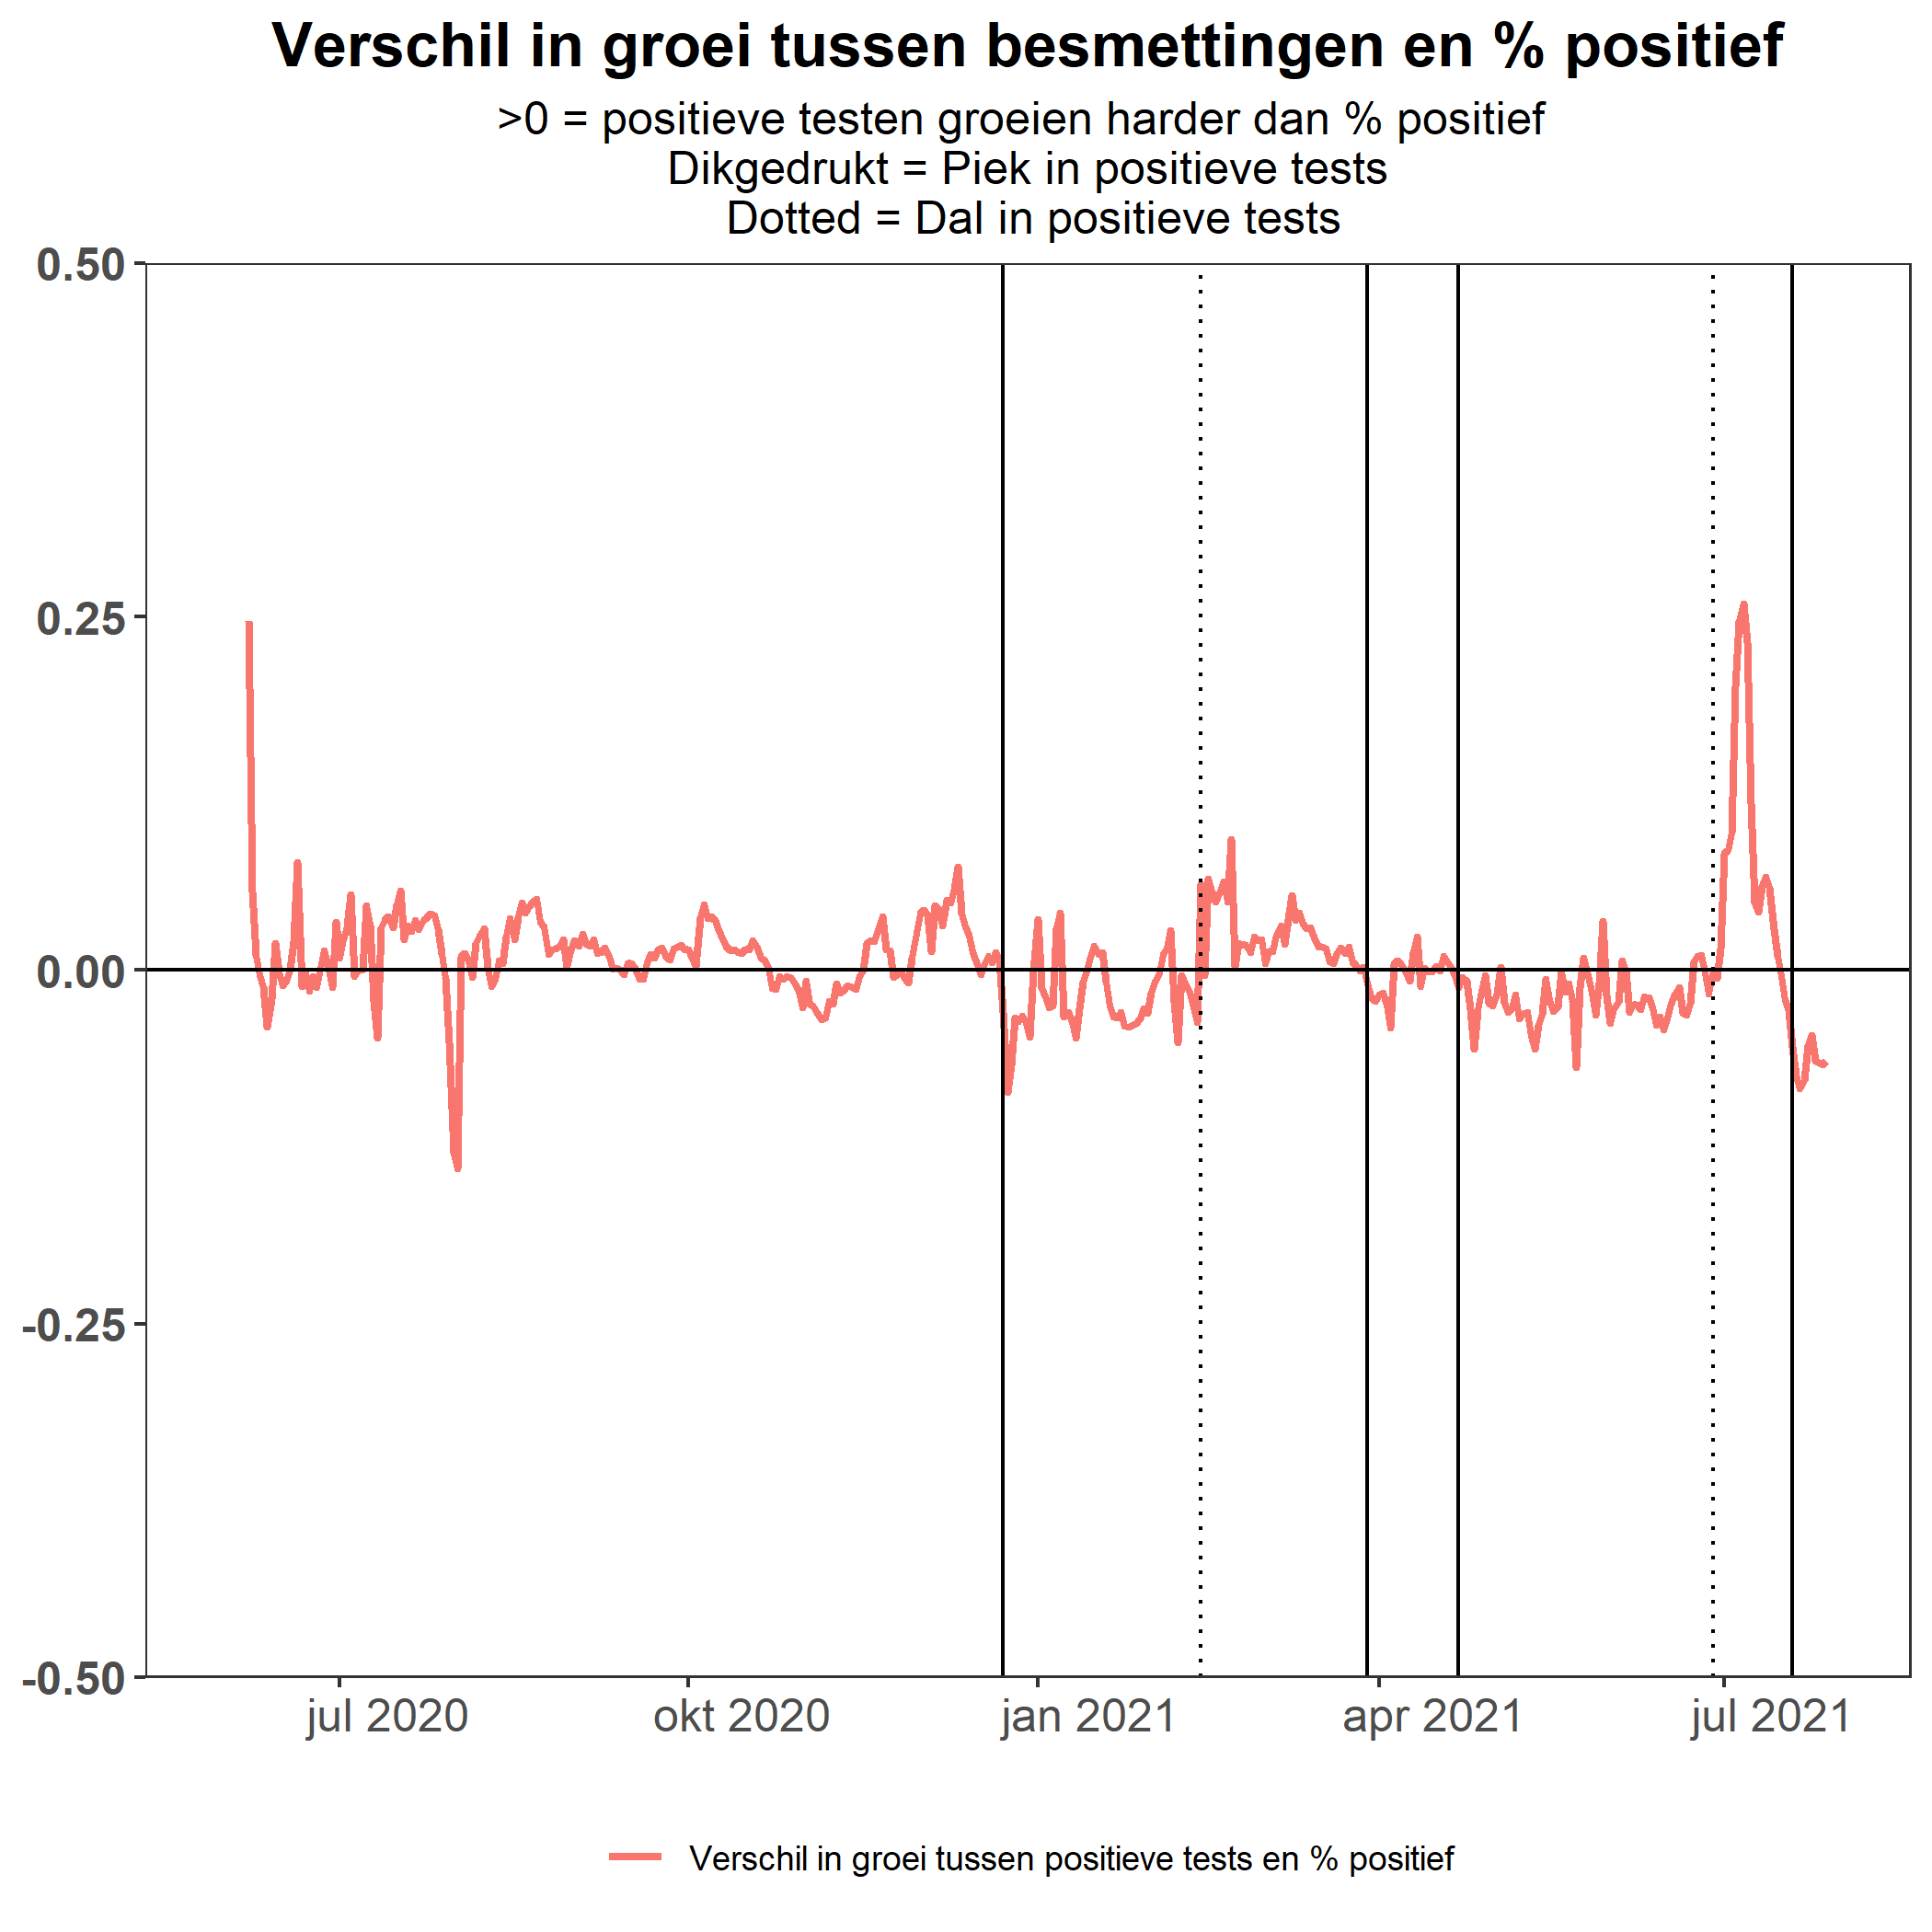 Verschil in groei tussen besmettingen en % positief
>0 = positieve testen groeien harder dan % positief
Dikgedrukt = Piek in positieve tests
Dotted = Dal in positieve tests
0.50
0.25
0.00
-0.25
-0.50
jul 2020 okt 2020 jan 2021 apr 2021 jul 2021
Verschil in groei tussen positieve tests en % positief